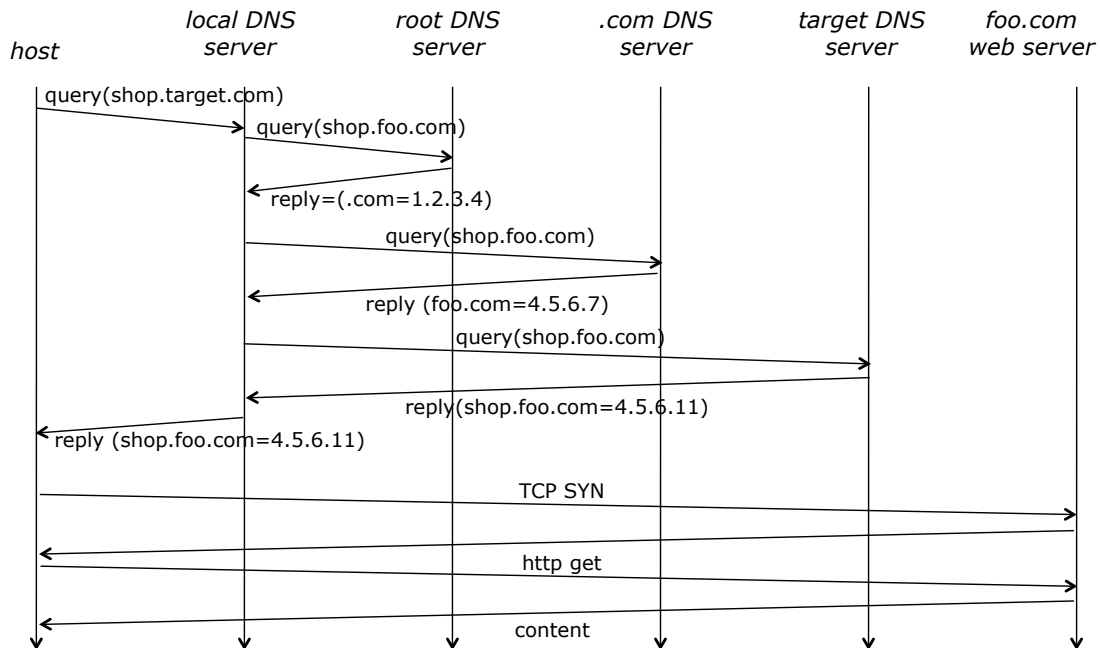 host
local DNS
server
root DNS
server
.com DNS
server
target DNS
server
foo.com
web server
query(shop.target.com)
query(shop.foo.com)
reply=(.com=1.2.3.4)
query(shop.foo.com)
reply (foo.com=4.5.6.7)
query(shop.foo.com)
reply(shop.foo.com=4.5.6.11)
reply (shop.foo.com=4.5.6.11)
TCP SYN
http get
content